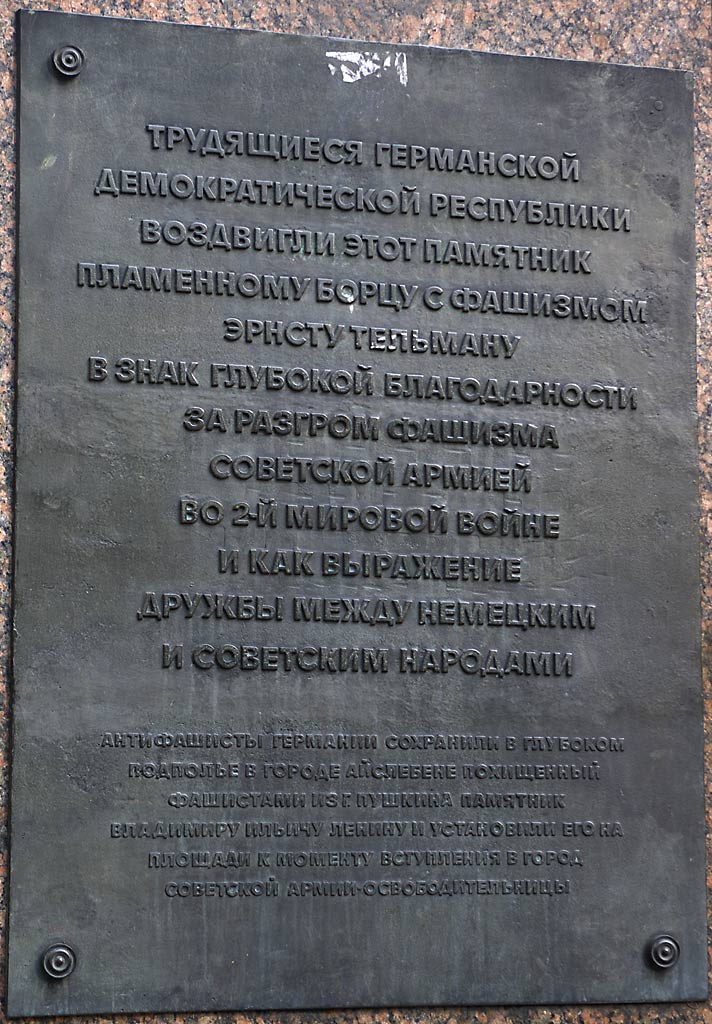 ТРУДЯЩИЕСЯ ГЕРМАНСКОЙ
ДЕМОКРАТИЧЕСКОЙ РЕСПУБЛИКИ
ВОЗДВИГЛИ ЭТОТ ПАМЯТНИК
ПЛАМЕННОМУ БОРЦУ С ФАШИЗМОМ
ЭРНСТУ ТЕЛЬМАНУ
В ЗНАК ГЛУБОКОЙ БЛАГОДАРНОСТИ
ЗА РАЗГРОМ ФАШИЗМА
СОВЕТСКОЙ АРМИЕЙ
ВО 2-Й МИРОВОЙ ВОЙНЕ
И КАК ВЫРАЖЕНИЕ
ДРУЖБЫ МЕЖДУ НЕМЕЦКИМ
И СОВЕТСКИМ НАРОДАМИ
АНТИФАШИСТЫ ГЕРМАНИИ СОХРАНИЛИ В ГЛУБОКОМ
ПОДПОЛЬЕ В ГОРОДЕ АЙСЛЕБЕНЕ ПОХИЩЕННЫЙ
ФАШИСТАМИ ИЗ Г. ПУШКИНА ПАМЯТНИК
ВЛАДИМИРУ ИЛЬИЧУ ЛЕНИНУ И УСТАНОВИЛИ ЕГО НА
ПЛОЩАДИ К МОМЕНТУ ВСТУПЛЕНИЯ В ГОРОД
СОВЕТСКОЙ АРМИИ-ОСВОБОДИТЕЛЬНИЦЫ